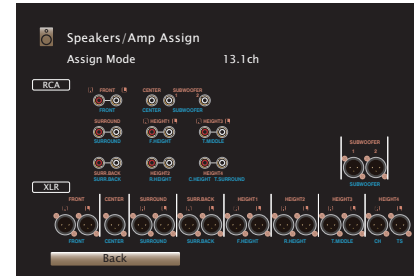 Speakers/Amp Assign
Assign Mode 13.1ch
RCA
FRONT CENTER SUBWOOFER
1 2
FRONT CENTER SUBWOOFER
SURROUND HEIGHT1 HEIGHT3
SURROUND F.HEIGHT T.MIDDLE
SURR.BACK HEIGHT2 HEIGHT4
SURR.BACK R.HEIGHT C.HEIGHT T.SURROUND
SUBWOOFER
1 2
SUBWOOFER
XLR
FRONT CENTER SURROUND SURR.BACK HEIGHT1 HEIGHT2 HEIGHT3 HEIGHT4
FRONT CENTER SURROUND SURR.BACK F.HEIGHT R.HEIGHT T.MIDDLE CH TS
Back